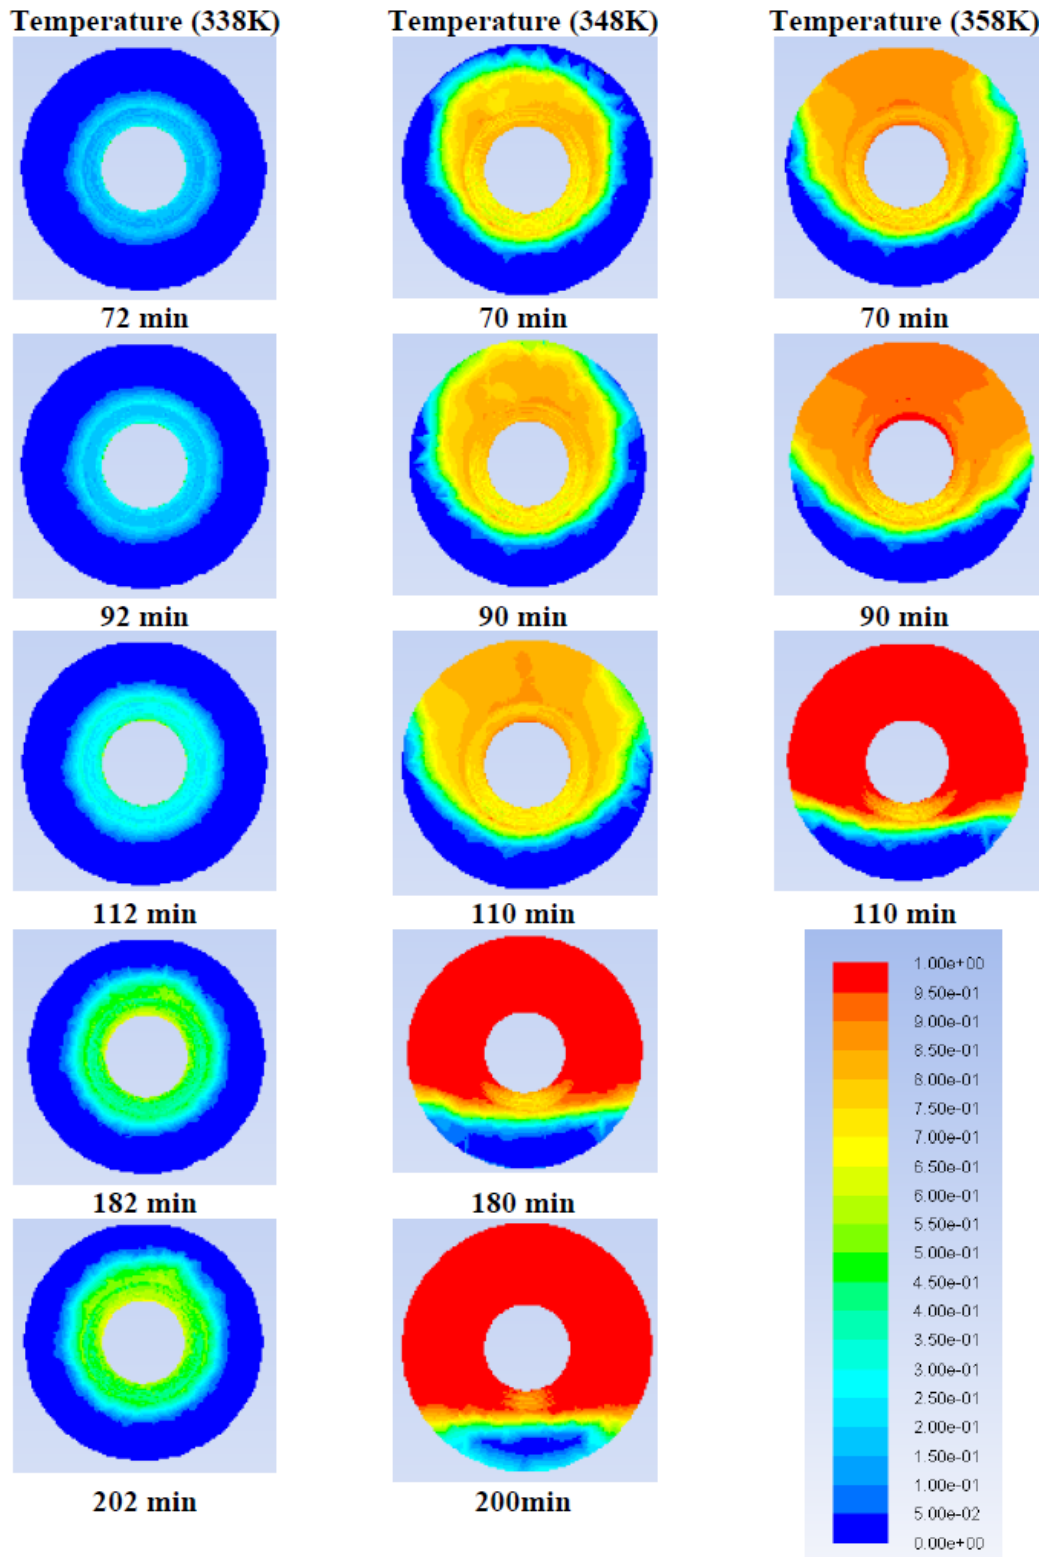 Temperature (338K) Temperature (348K) Temperature (358K)
72 min 70 min 70 min
92 min 90 min 90 min
112 min 110 min 110 min
182 min 180 min
202 min 200min
1.00e+00
9.50e-01
9.00e-01
8.50e-01
8.00e-01
7.50e-01
7.00e-01
6.50e-01
6.00e-01
5.50e-01
5.00e-01
4.50e-01
4.00e-01
3.50e-01
3.00e-01
2.50e-01
2.00e-01
1.50e-01
1.00e-01
5.00e-02
0.00e+00